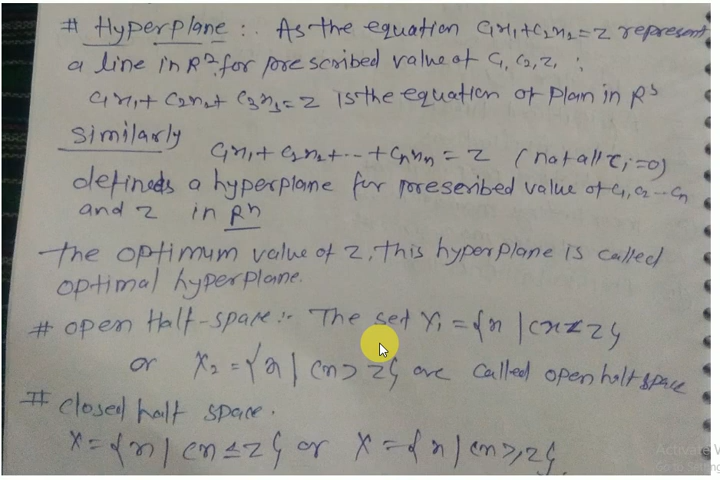 # Hyperplane :. As the equation c₁x₁+c₂x₂=z represent
a line in R² for prescribed value of c₁, c₂, z, :
c₁x₁+ c₂x₂+ c₃x₃=z is the equation of Plan in R³
Similarly
c₁x₁+c₂x₂+--+cₙxₙ=z (not all cᵢ=0)
defineds a hyperplane for prescribed value of c₁, c₂ --cₙ
and z in Rⁿ
the optimum value of z, this hyperplane is called
optimal hyperplane.
# open Half-space :- The set X₁={x | cx<z}
or X₂={x | cx>z} are called open half space
# closed half space.
X={x | cx≤z} or X={x | cx≥z}.
Activate W